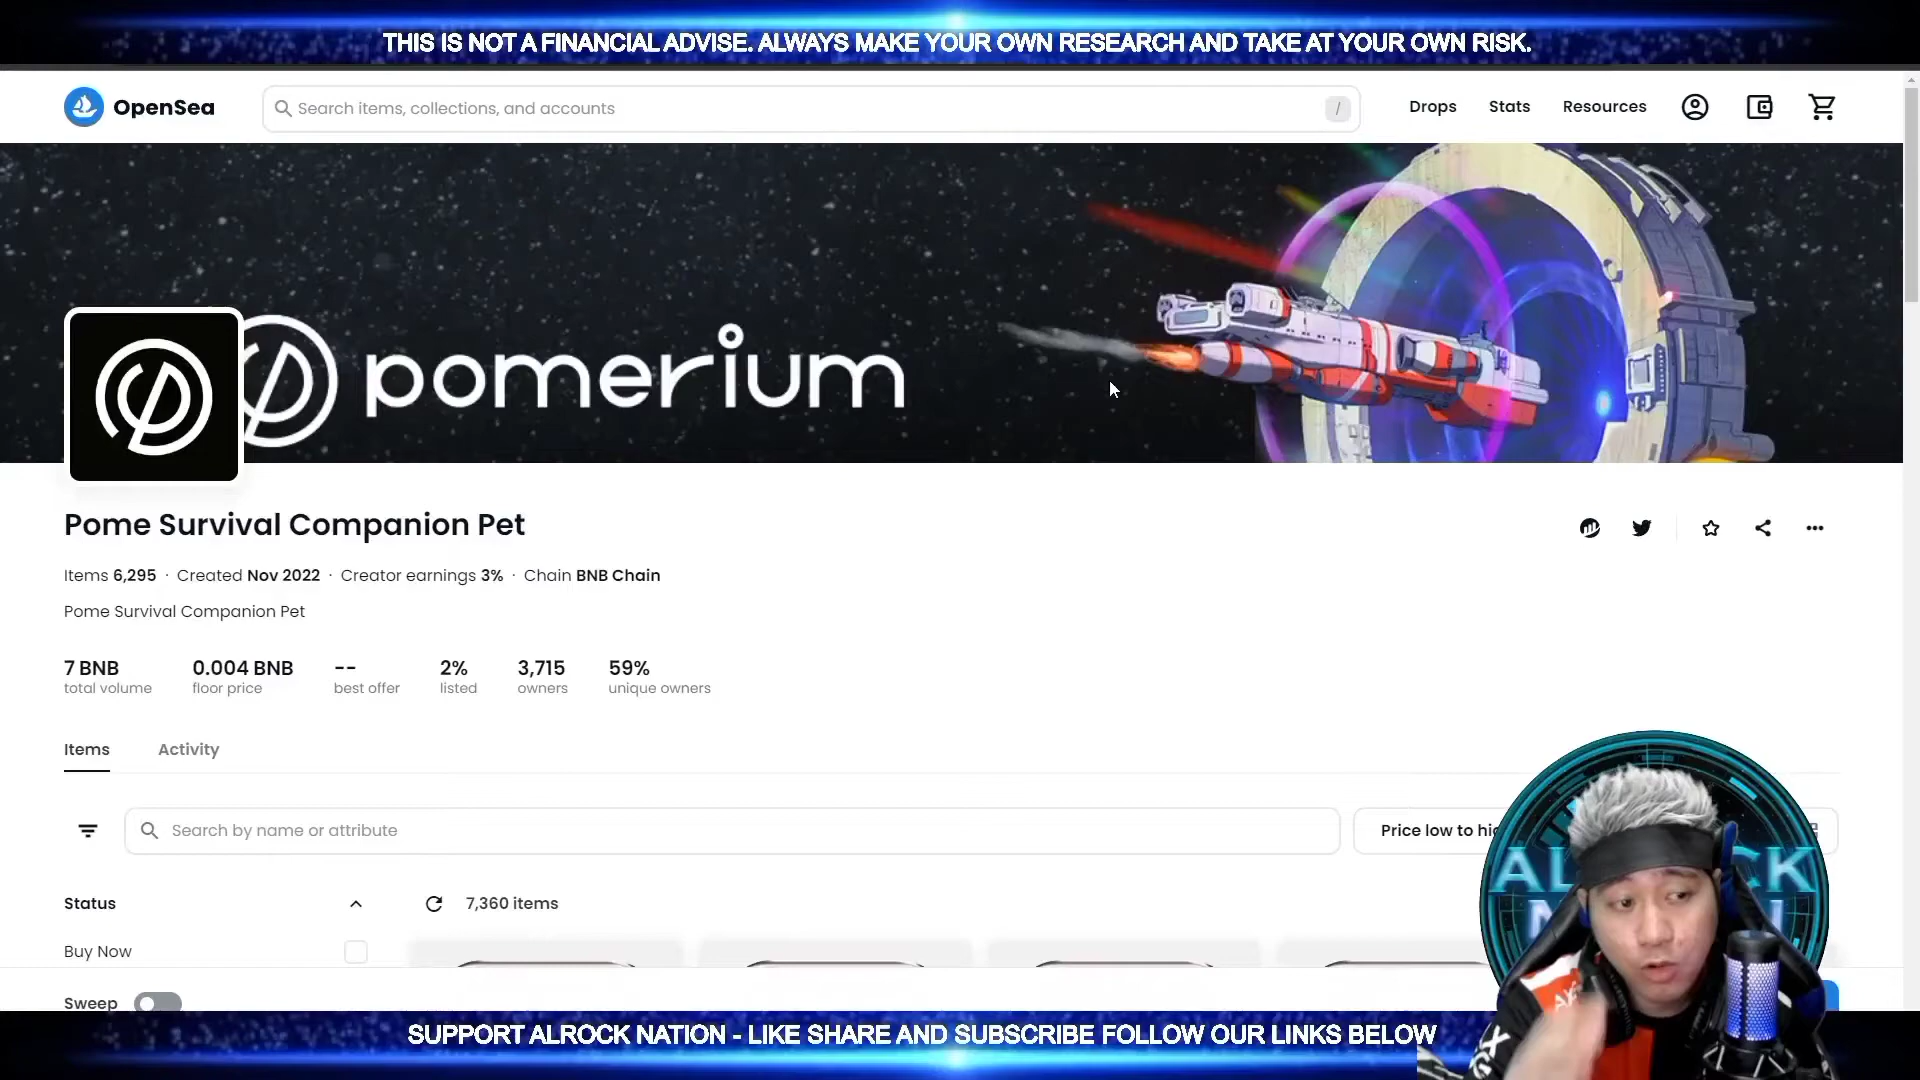 THIS IS NOT A FINANCIAL ADVISE. ALWAYS MAKE YOUR OWN RESEARCH AND TAKE AT YOUR OWN RISK.
OpenSea
Search items, collections, and accounts
/
Drops
Stats
Resources
pomerium
Pome Survival Companion Pet
Items 6,295 · Created Nov 2022 · Creator earnings 3% · Chain BNB Chain
Pome Survival Companion Pet
7 BNB
total volume
0.004 BNB
floor price
--
best offer
2%
listed
3,715
owners
59%
unique owners
Items
Activity
Search by name or attribute
Price low to hi
Status
7,360 items
Buy Now
Sweep
SUPPORT ALROCK NATION - LIKE SHARE AND SUBSCRIBE FOLLOW OUR LINKS BELOW